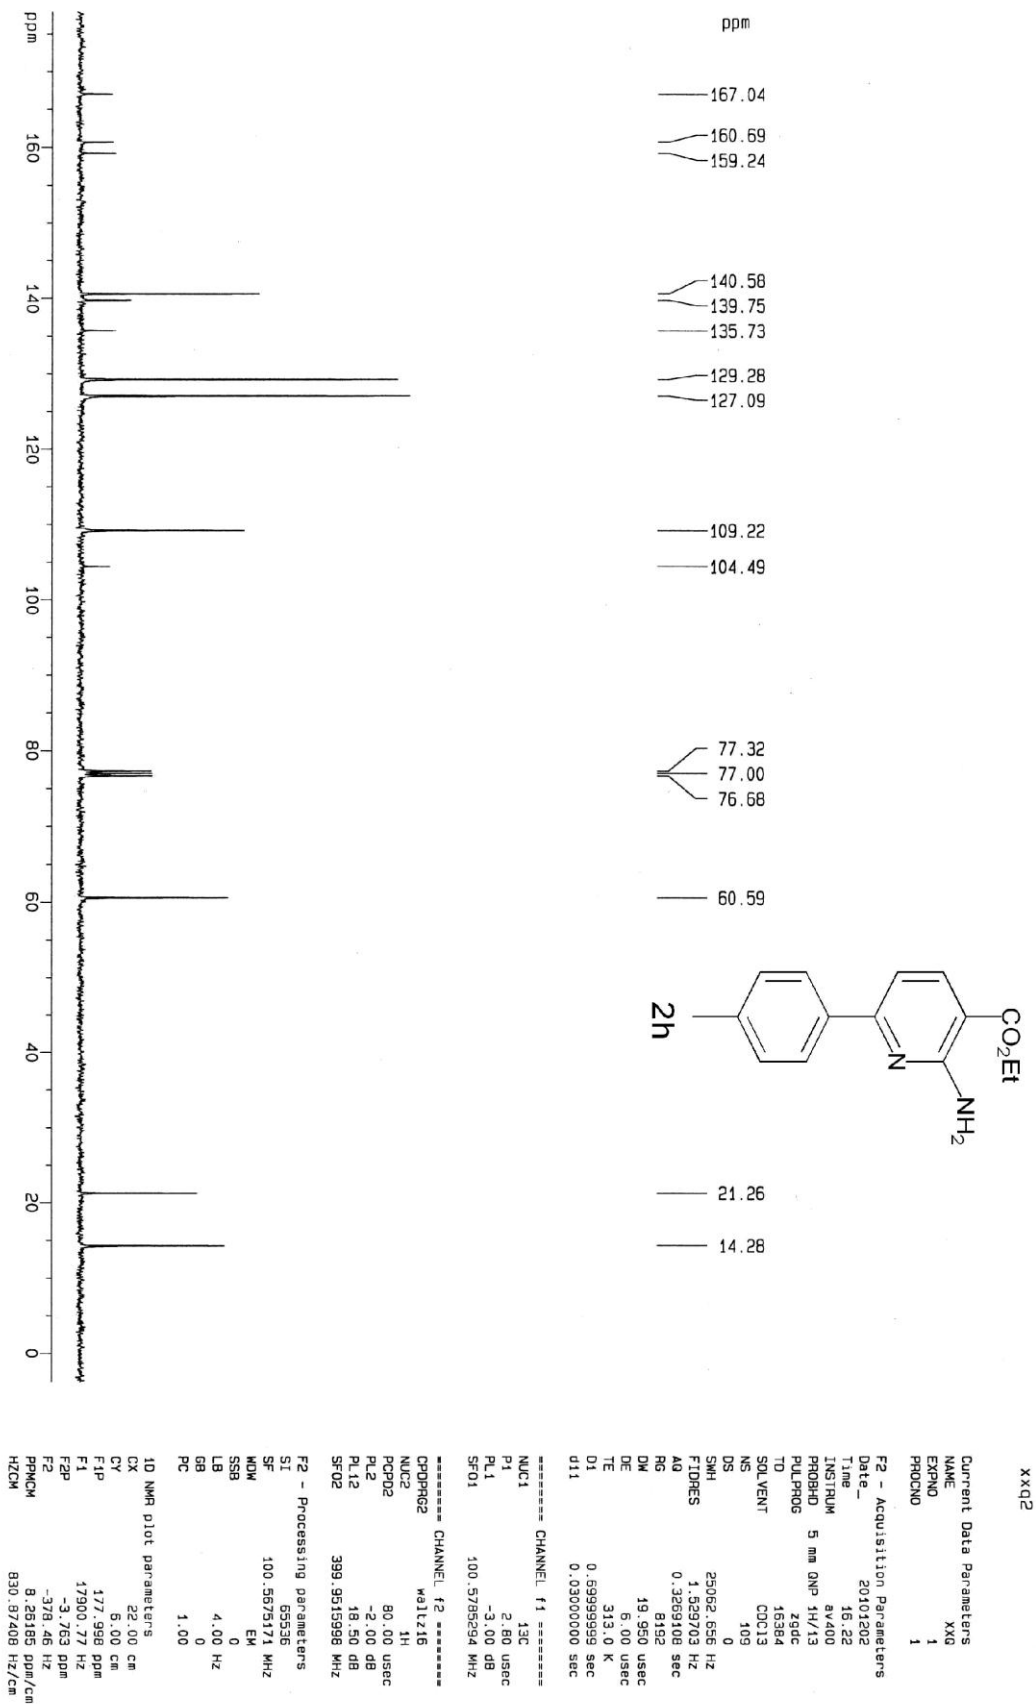 xxq2
ppm
167.04
160.69
159.24
140.58
139.75
135.73
129.28
127.09
109.22
104.49
77.32
77.00
76.68
60.59
21.26
14.28
CO2Et
NH2
N
2h
ppm
160
140
120
100
80
60
40
20
0
Current Data Parameters
NAME XXQ
EXPNO 1
PROCNO 1
F2 - Acquisition Parameters
Date_ 20101202
Time 16.22
INSTRUM av400
PROBHD 5 mm QNP 1H/13
PULPROG zgdc
TD 16384
SOLVENT CDCl3
NS 109
DS 0
SWH 25062.656 Hz
FIDRES 1.529703 Hz
AQ 0.3269108 sec
RG 8192
DW 19.950 usec
DE 6.00 usec
TE 313.0 K
D1 0.69999999 sec
d11 0.03000000 sec
======== CHANNEL f1 ========
NUC1 13C
P1 2.80 usec
PL1 -3.00 dB
SFO1 100.5785294 MHz
======== CHANNEL f2 ========
CPDPRG2 waltz16
NUC2 1H
PCPD2 80.00 usec
PL2 -2.00 dB
PL12 18.50 dB
SFO2 399.9515998 MHz
F2 - Processing parameters
SI 65536
SF 100.5675171 MHz
WDW EM
SSB 0
LB 4.00 Hz
GB 0
PC 1.00
1D NMR plot parameters
CX 22.00 cm
CY 6.00 cm
F1P 177.998 ppm
F1 17900.77 Hz
F2P -3.763 ppm
F2 -378.46 Hz
PPMCM 8.26185 ppm/cm
HZCM 830.87408 Hz/cm